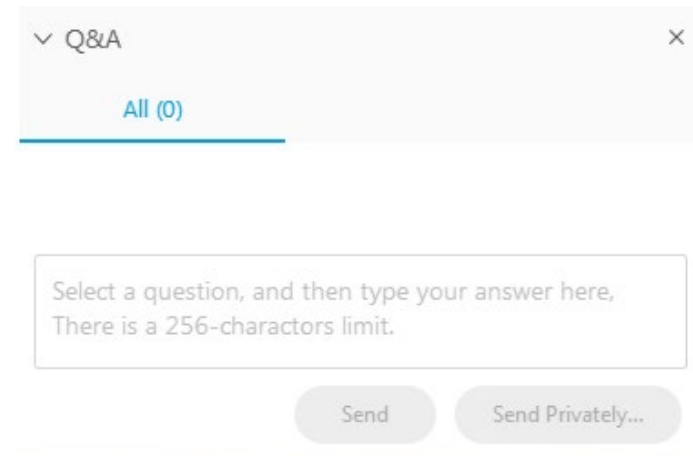 Q&A
All (0)
Select a question, and then type your answer here,
There is a 256-charactors limit.
Send
Send Privately...